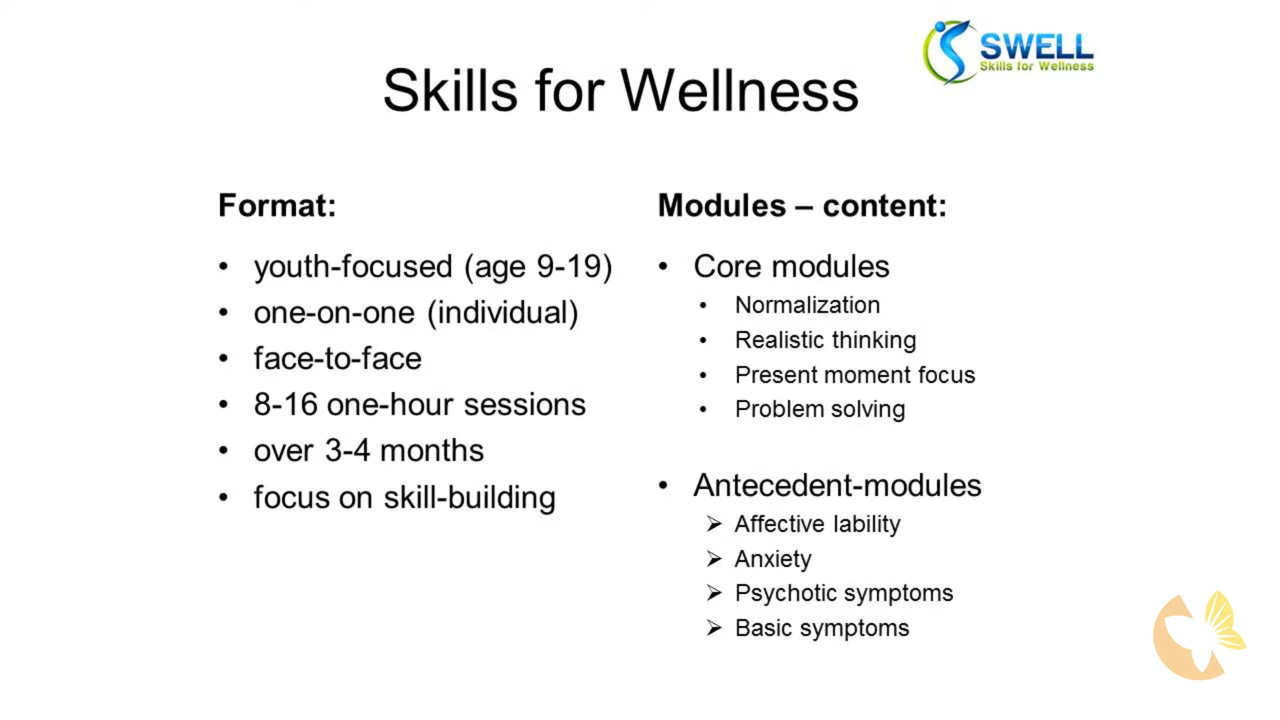 SWELL
Skills for Wellness
Skills for Wellness
Format:
• youth-focused (age 9-19)
• one-on-one (individual)
• face-to-face
• 8-16 one-hour sessions
• over 3-4 months
• focus on skill-building
Modules – content:
• Core modules
• Normalization
• Realistic thinking
• Present moment focus
• Problem solving
• Antecedent-modules
➢ Affective lability
➢ Anxiety
➢ Psychotic symptoms
➢ Basic symptoms